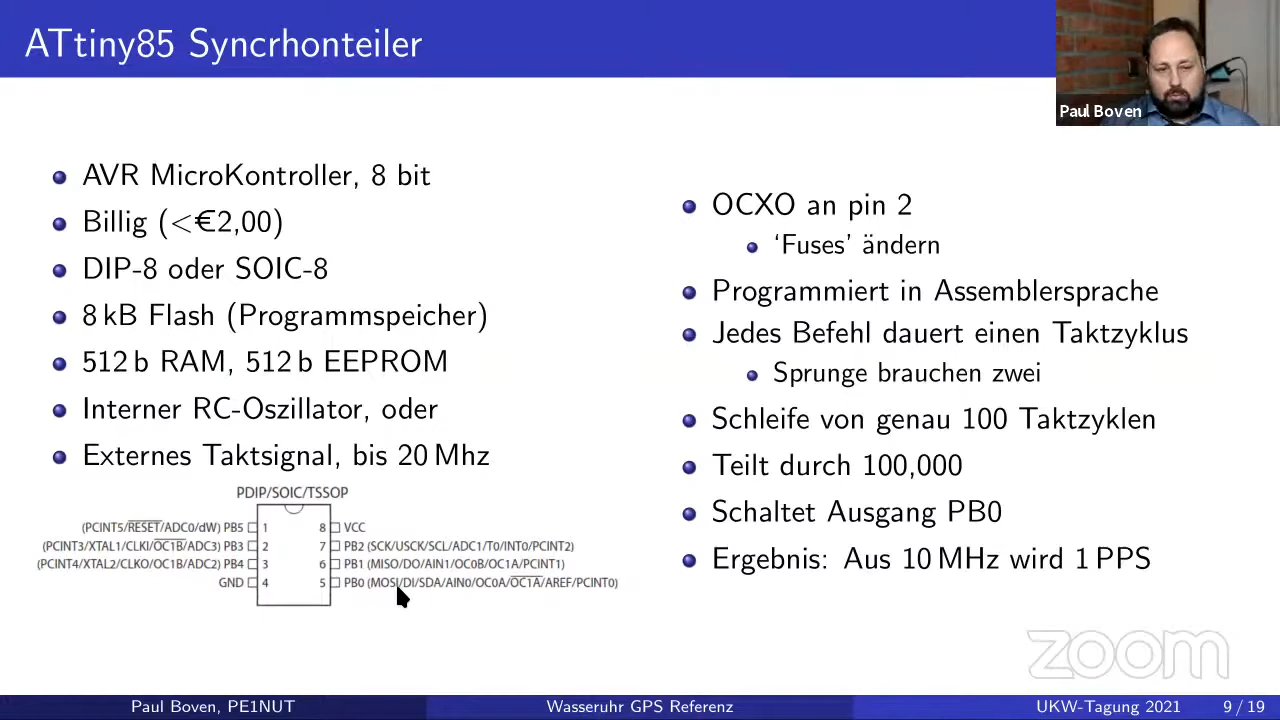 ATtiny85 Syncrhonteiler
Paul Boven
AVR MicroKontroller, 8 bit
Billig (<€2,00)
DIP-8 oder SOIC-8
8 kB Flash (Programmspeicher)
512 b RAM, 512 b EEPROM
Interner RC-Oszillator, oder
Externes Taktsignal, bis 20 Mhz
PDIP/SOIC/TSSOP
(PCINT5/RESET/ADC0/dW) PB5 1 8 VCC
(PCINT3/XTAL1/CLKI/OC1B/ADC3) PB3 2 7 PB2 (SCK/USCK/SCL/ADC1/T0/INT0/PCINT2)
(PCINT4/XTAL2/CLKO/OC1B/ADC2) PB4 3 6 PB1 (MISO/DO/AIN1/OC0B/OC1A/PCINT1)
GND 4 5 PB0 (MOSI/DI/SDA/AIN0/OC0A/OC1A/AREF/PCINT0)
OCXO an pin 2
‘Fuses’ ändern
Programmiert in Assemblersprache
Jedes Befehl dauert einen Taktzyklus
Sprunge brauchen zwei
Schleife von genau 100 Taktzyklen
Teilt durch 100,000
Schaltet Ausgang PB0
Ergebnis: Aus 10 MHz wird 1 PPS
zoom
Paul Boven, PE1NUT Wasseruhr GPS Referenz UKW-Tagung 2021 9 / 19